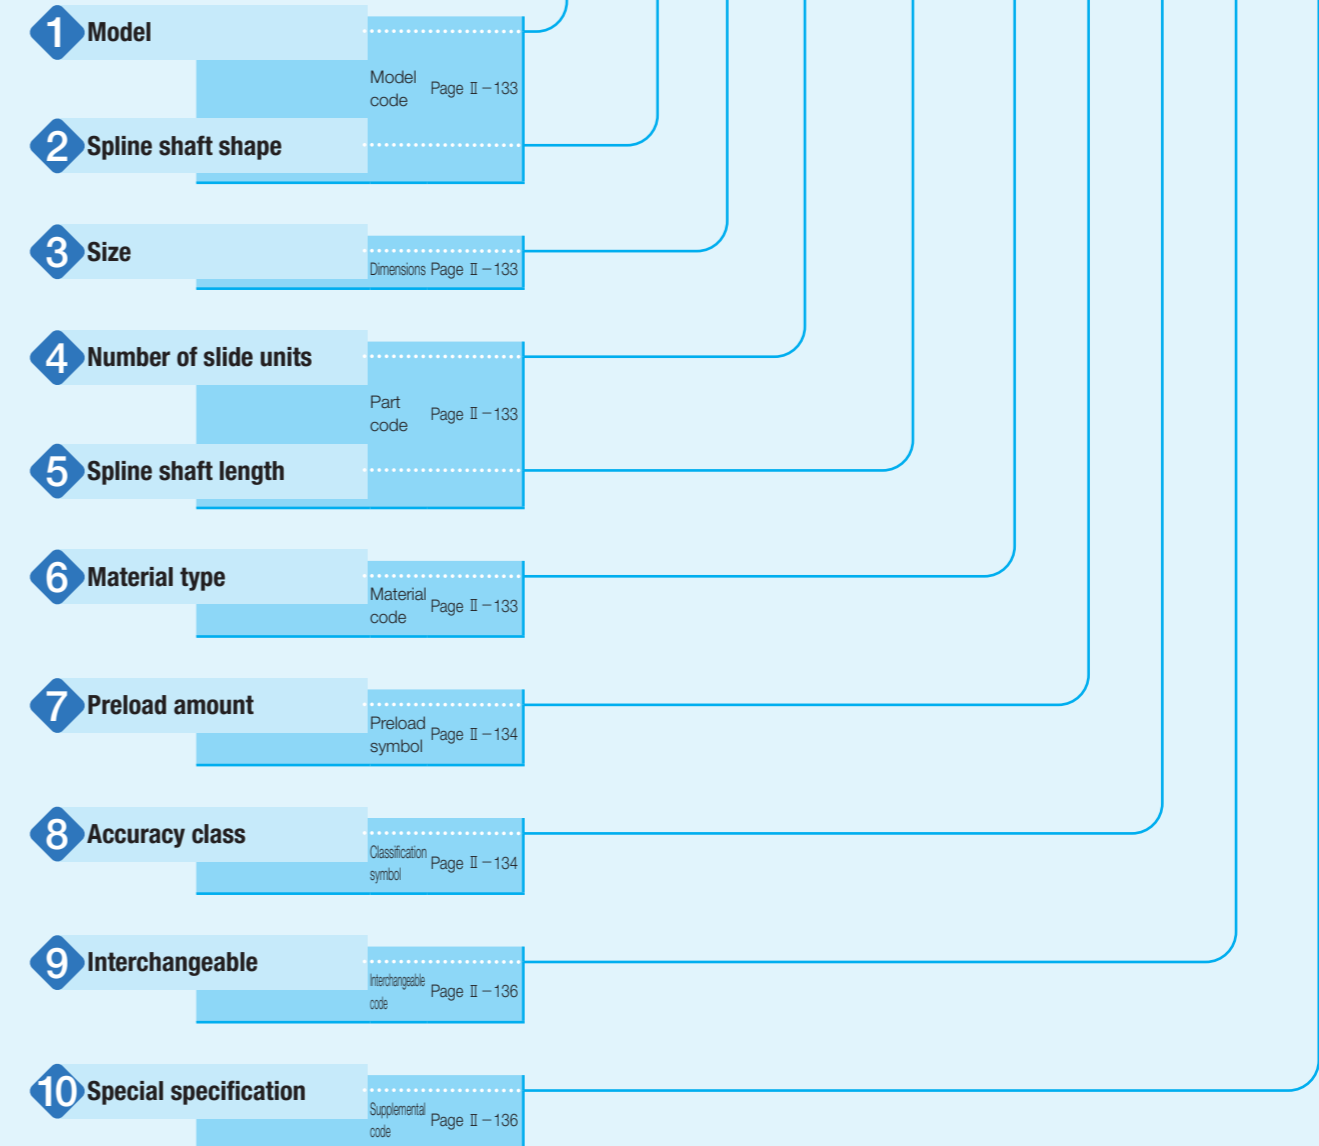 1 Model
Model
code Page Ⅱ－133
2 Spline shaft shape
3 Size
Dimensions Page Ⅱ－133
4 Number of slide units
Part
code Page Ⅱ－133
5 Spline shaft length
6 Material type
Material
code Page Ⅱ－133
7 Preload amount
Preload
symbol Page Ⅱ－134
8 Accuracy class
Classification
symbol Page Ⅱ－134
9 Interchangeable
Interchangeable
code Page Ⅱ－136
10 Special specification
Supplemental
code Page Ⅱ－136